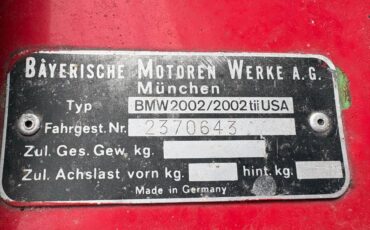 BAYERISCHE MOTOREN WERKE A.G.
München
Typ BMW2002/2002tiiUSA
Fahrgest. Nr. 2370643
Zul. Ges. Gew. kg.
Zul. Achslast, vorn kg. hint. kg.
Made in Germany